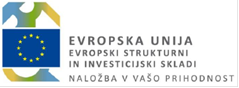 EVROPSKA UNIJA
EVROPSKI STRUKTURNI
IN INVESTICIJSKI SKLADI
NALOŽBA V VAŠO PRIHODNOST